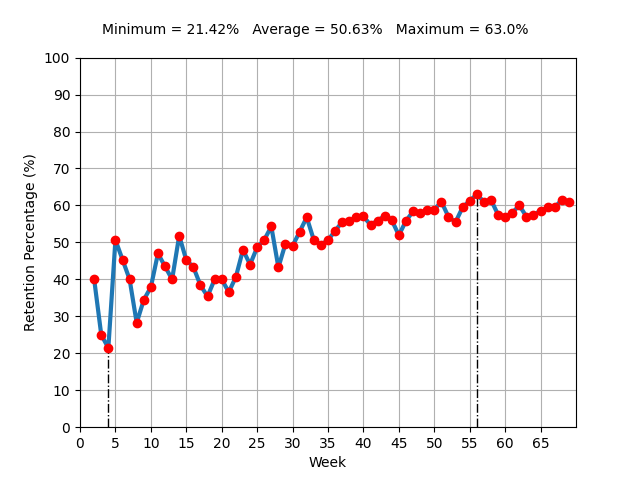 Minimum = 21.42%   Average = 50.63%   Maximum = 63.0%
100
90
80
70
60
50
40
30
20
10
0
Retention Percentage (%)
0 5 10 15 20 25 30 35 40 45 50 55 60 65
Week